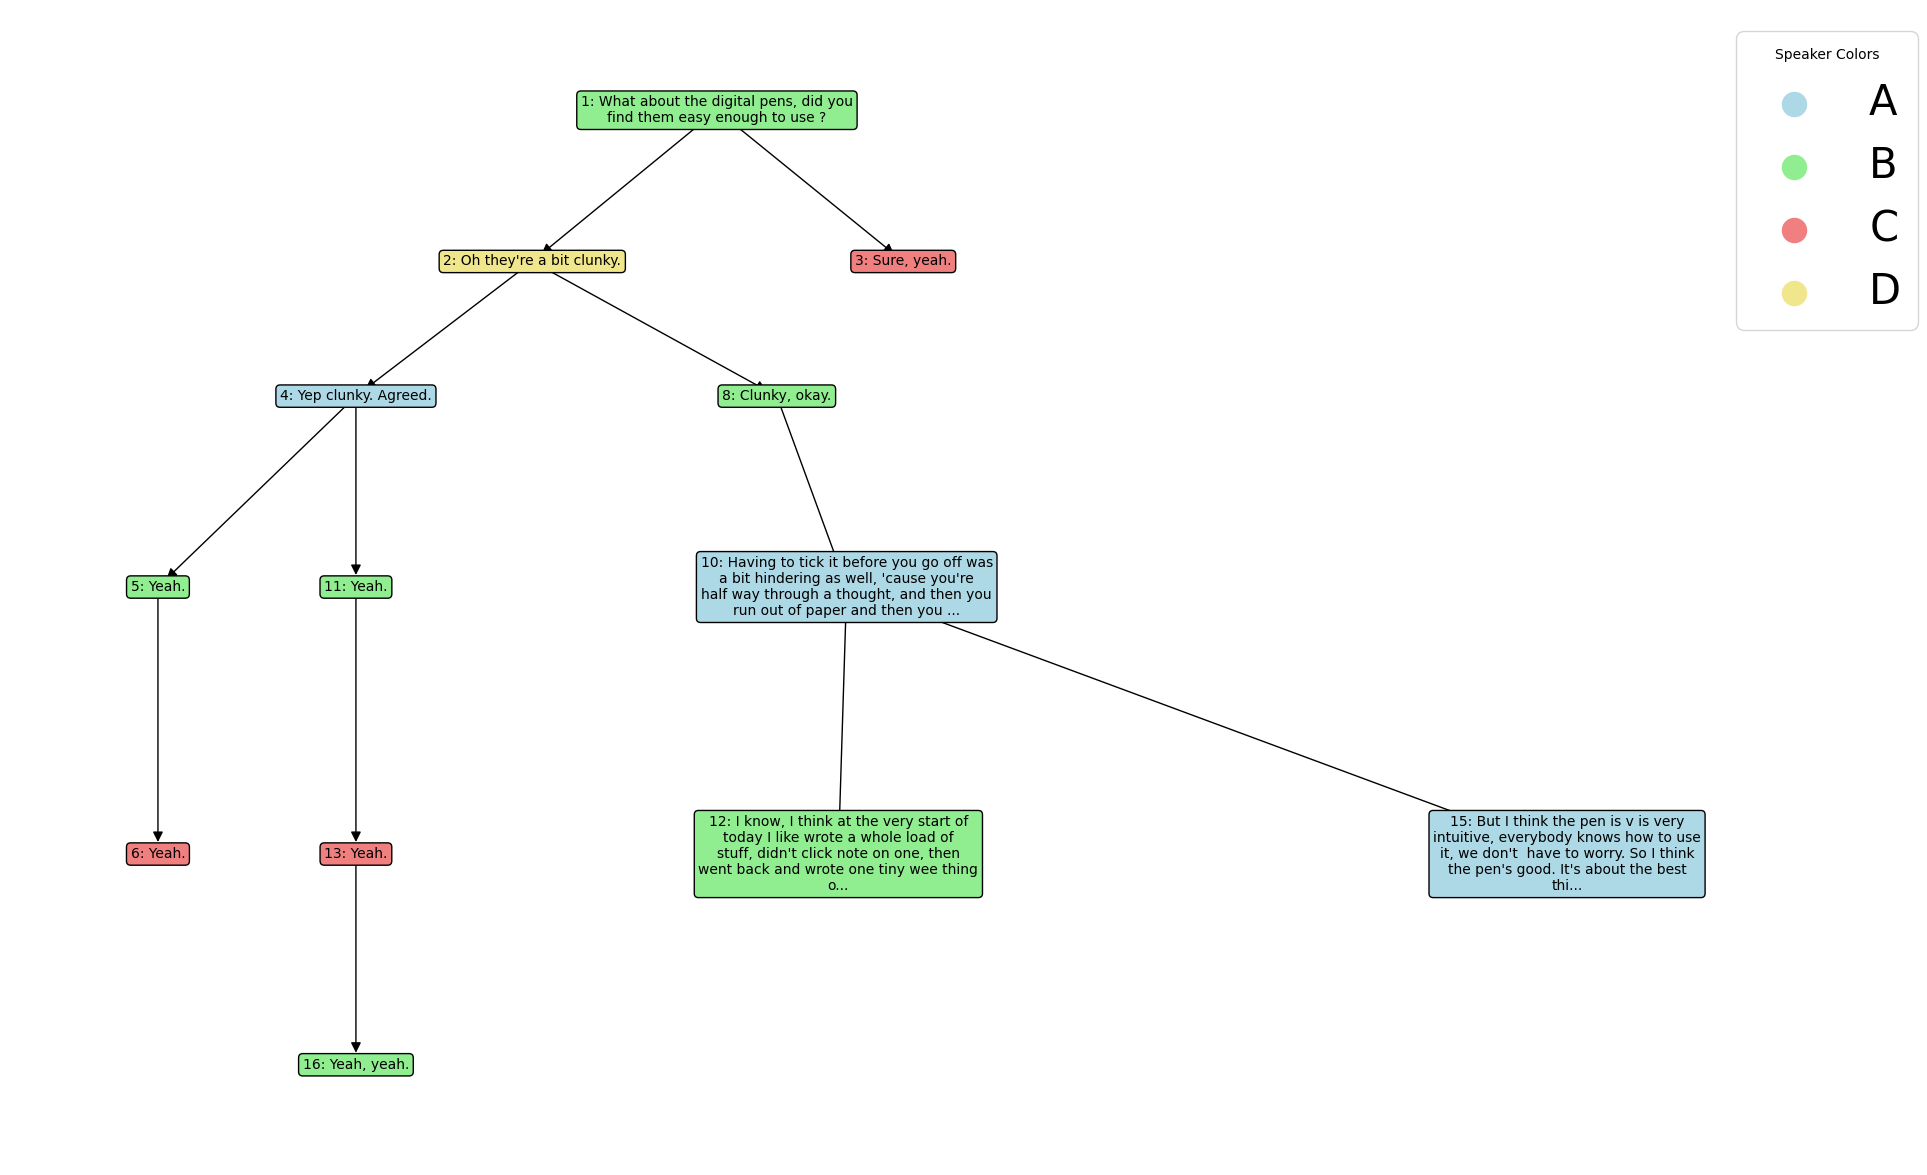 Speaker Colors
A
B
C
D
1: What about the digital pens, did you
find them easy enough to use ?
2: Oh they're a bit clunky.
3: Sure, yeah.
4: Yep clunky. Agreed.
8: Clunky, okay.
5: Yeah.
11: Yeah.
10: Having to tick it before you go off was
a bit hindering as well, 'cause you're
half way through a thought, and then you
run out of paper and then you ...
6: Yeah.
13: Yeah.
12: I know, I think at the very start of
today I like wrote a whole load of
stuff, didn't click note on one, then
went back and wrote one tiny wee thing
o...
15: But I think the pen is v is very
intuitive, everybody knows how to use
it, we don't  have to worry. So I think
the pen's good. It's about the best
thi...
16: Yeah, yeah.